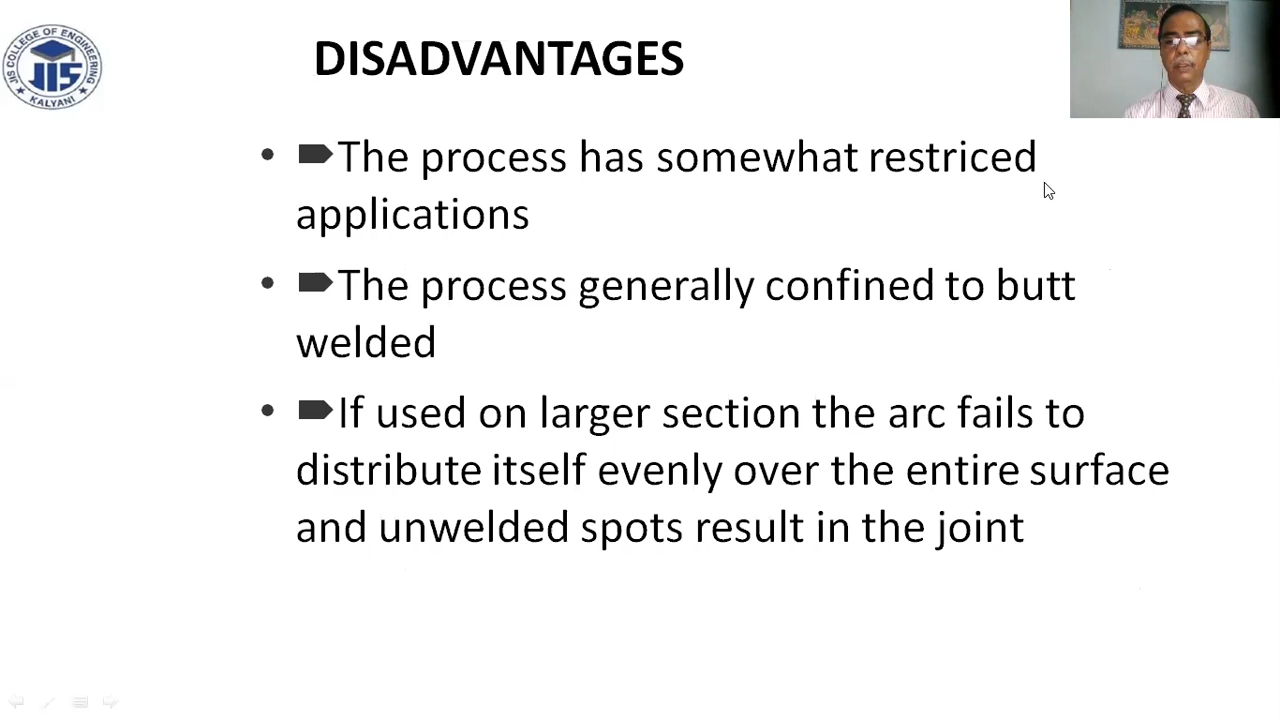 JIS COLLEGE OF ENGINEERING
JIS
KALYANI
DISADVANTAGES
The process has somewhat restriced
applications
The process generally confined to butt
welded
If used on larger section the arc fails to
distribute itself evenly over the entire surface
and unwelded spots result in the joint